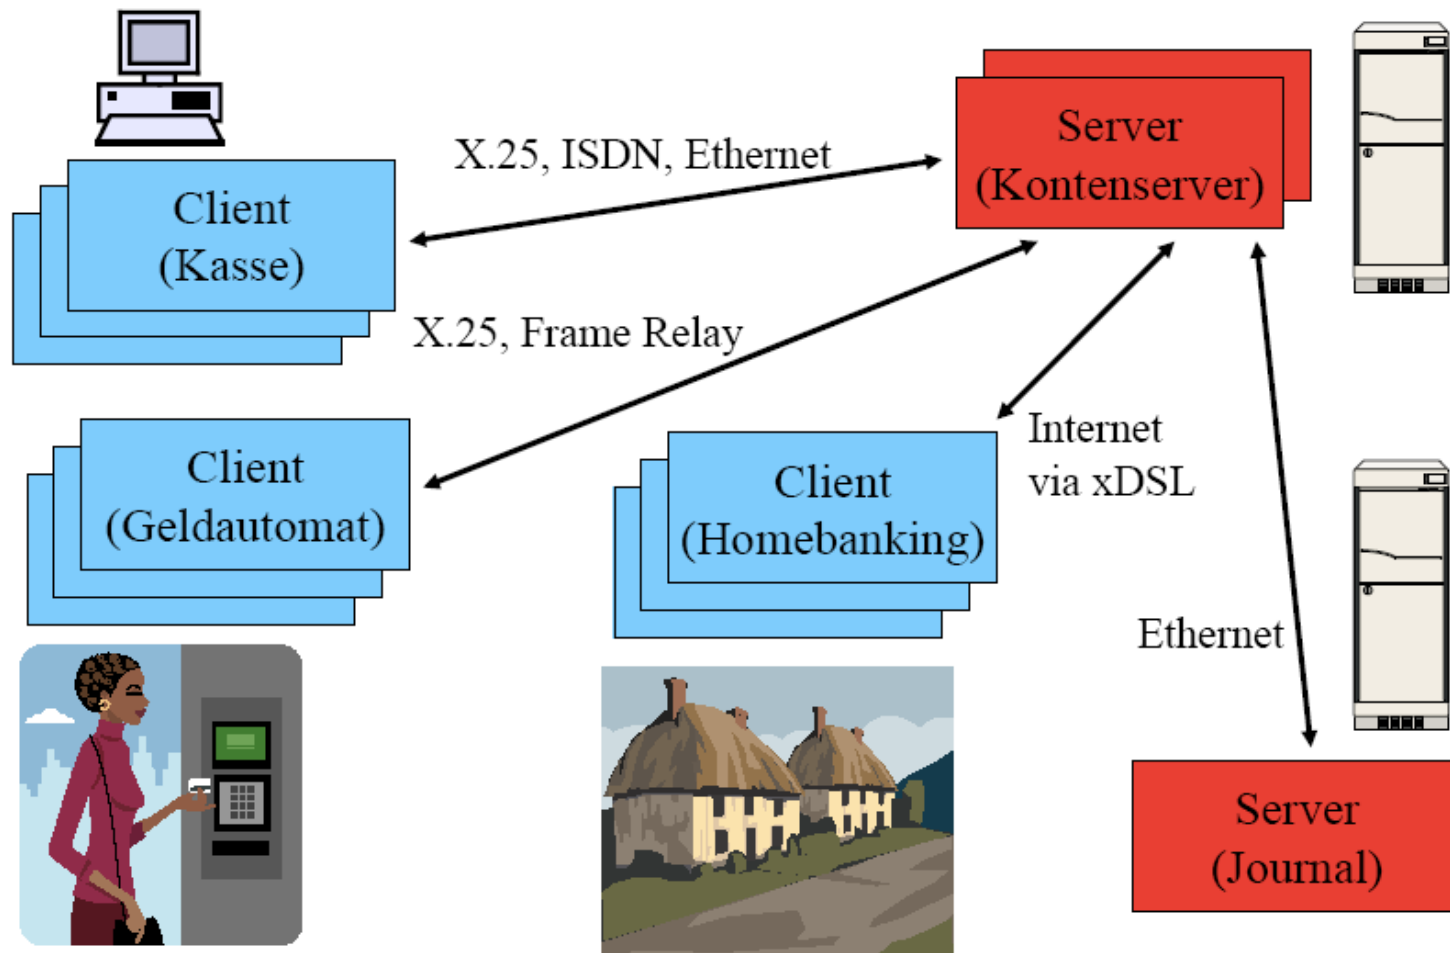 X.25, ISDN, Ethernet
Server
(Kontenserver)
Client
(Kasse)
X.25, Frame Relay
Client
(Geldautomat)
Client
(Homebanking)
Internet
via xDSL
Ethernet
Server
(Journal)